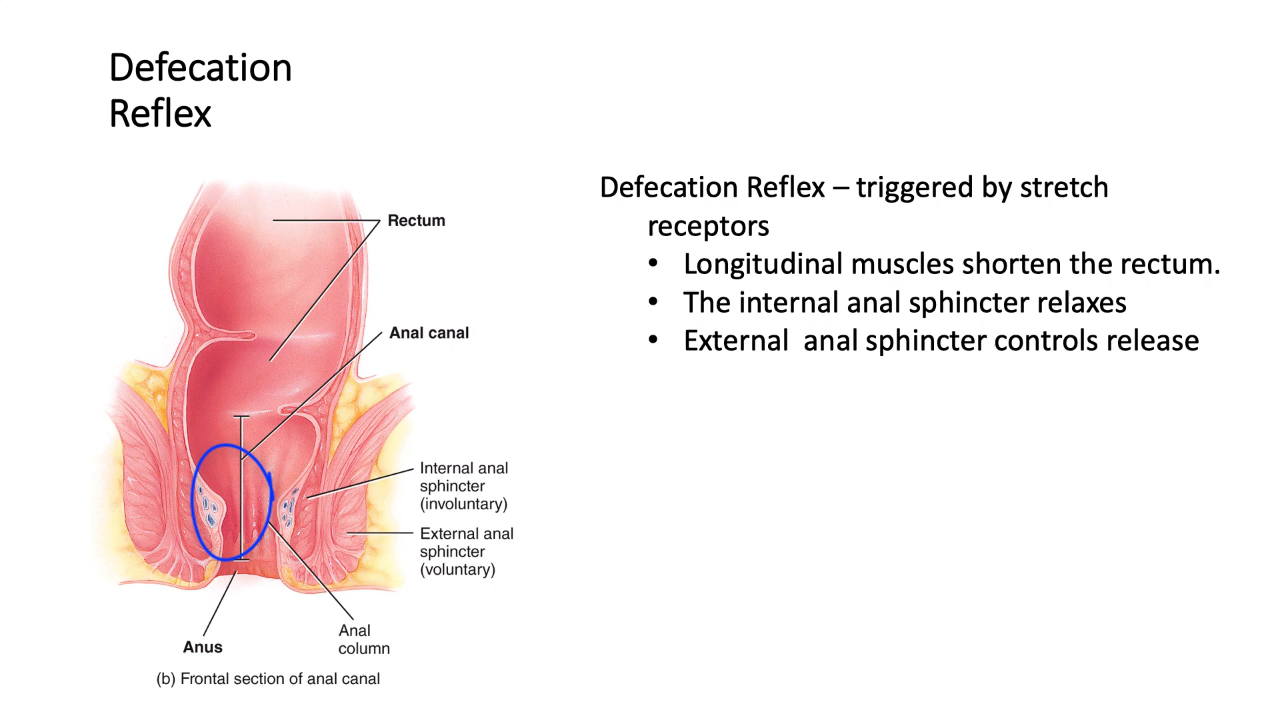 Defecation
Reflex
Defecation Reflex – triggered by stretch
receptors
• Longitudinal muscles shorten the rectum.
• The internal anal sphincter relaxes
• External  anal sphincter controls release
Rectum
Anal canal
Internal anal
sphincter
(involuntary)
External anal
sphincter
(voluntary)
Anal
column
Anus
(b) Frontal section of anal canal